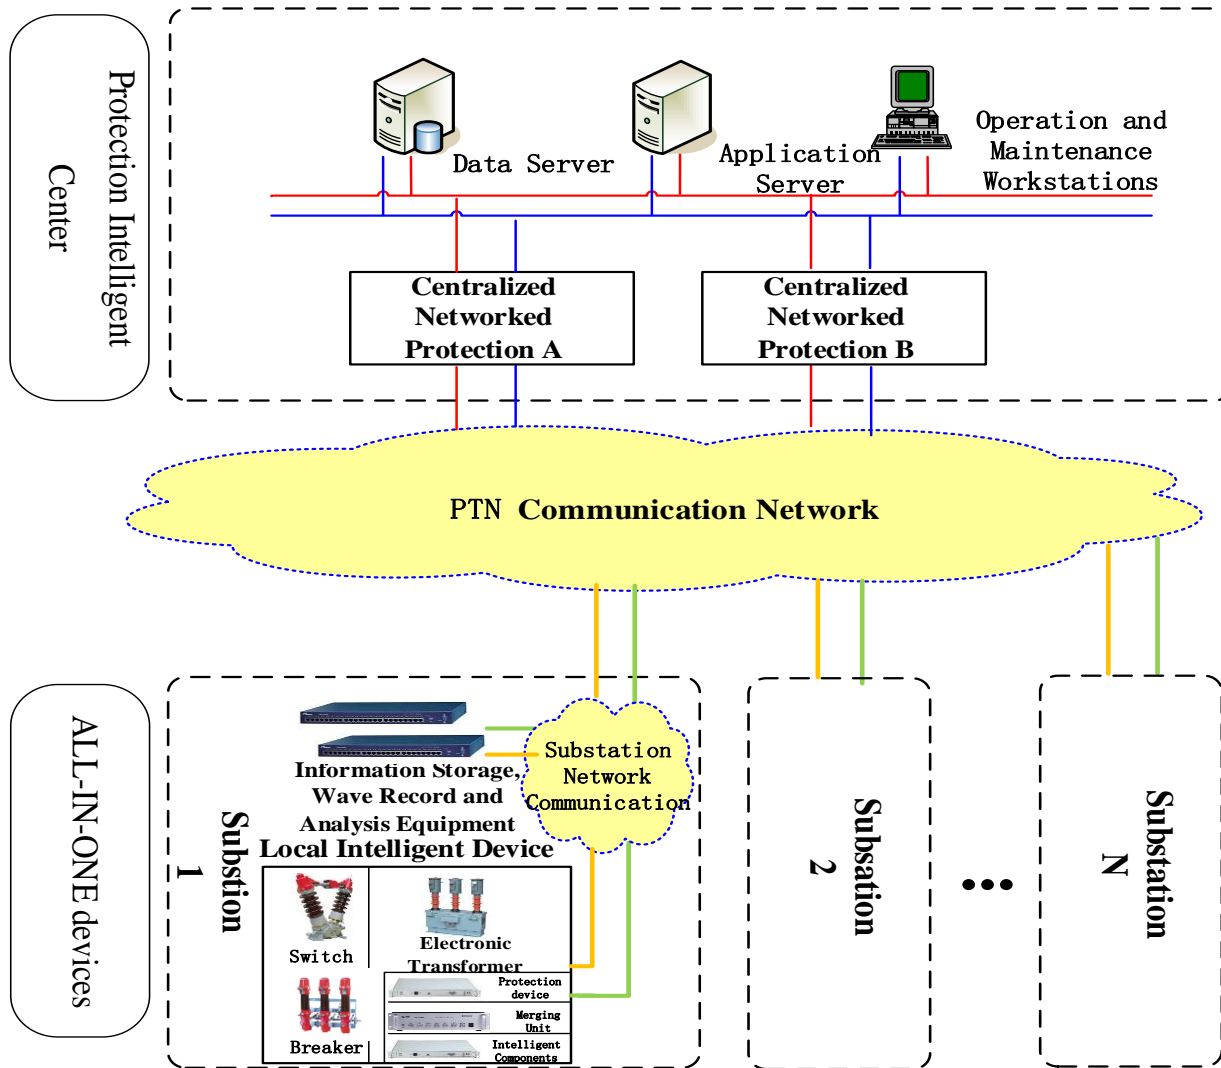 Protection Intelligent
Center
Data Server
Application
Server
Operation and
Maintenance
Workstations
Centralized
Networked
Protection A
Centralized
Networked
Protection B
PTN Communication Network
ALL-IN-ONE devices
Substion
1
Information Storage,
Wave Record and
Analysis Equipment
Substation
Network
Communication
Local Intelligent Device
Switch
Electronic
Transformer
Breaker
Protection
device
Merging
Unit
Intelligent
Components
Subsation
2
Substation
N